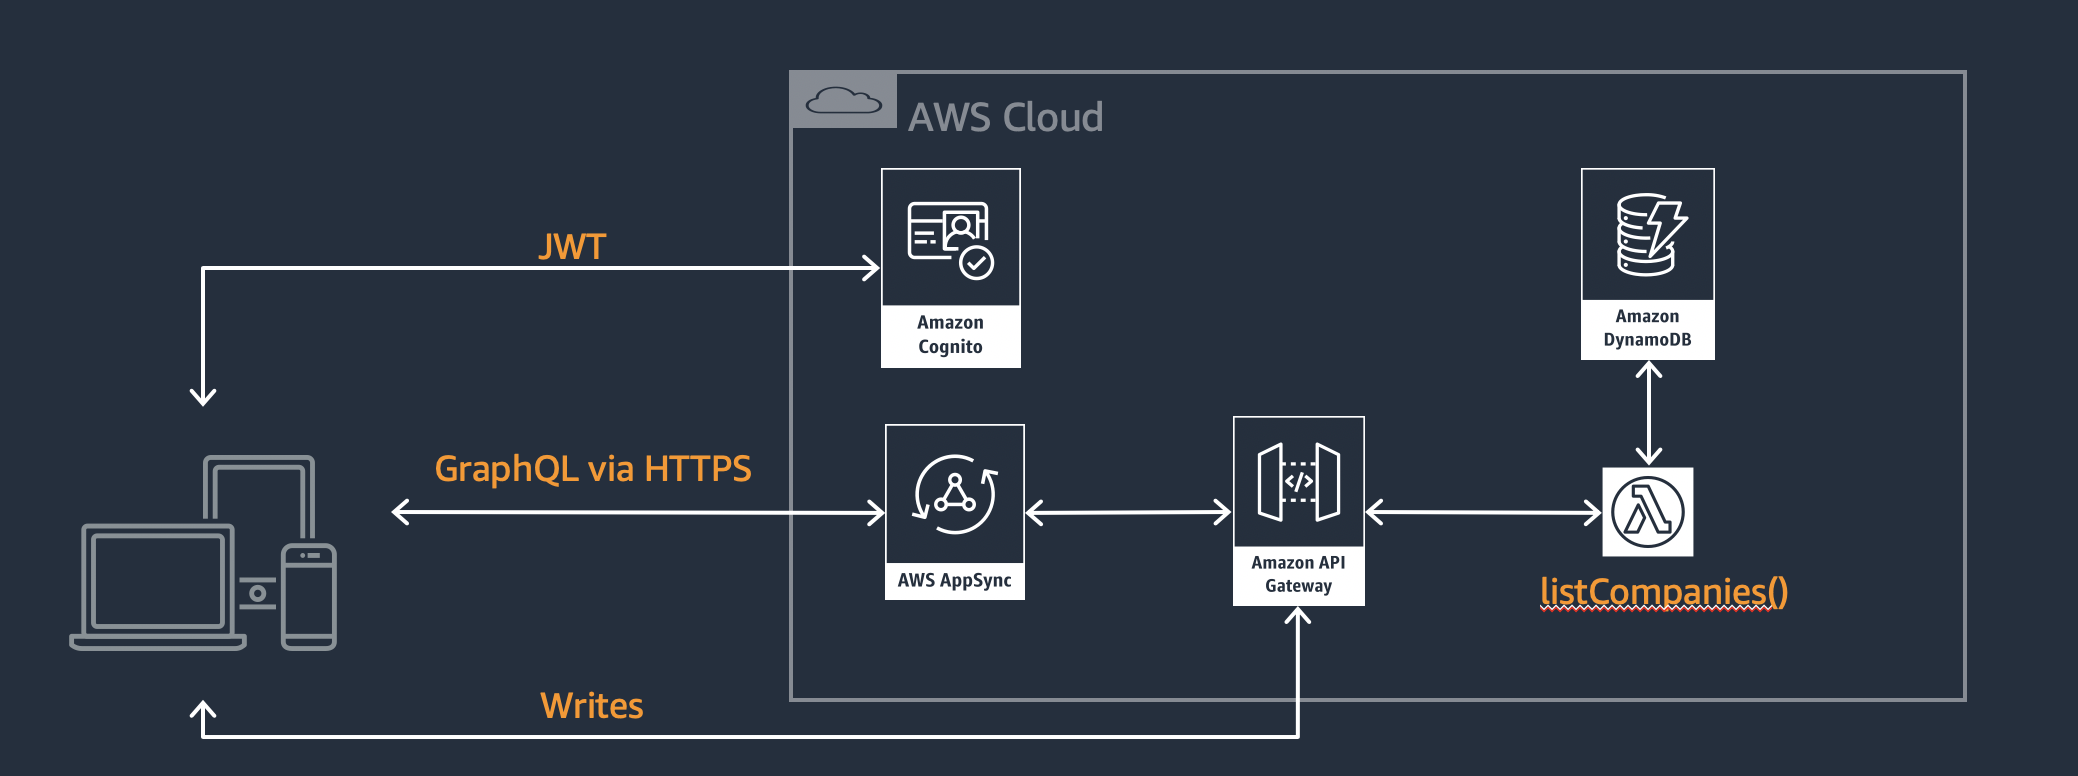 AWS Cloud
JWT
Amazon
Cognito
Amazon
DynamoDB
GraphQL via HTTPS
AWS AppSync
</>
Amazon API
Gateway
listCompanies()
Writes